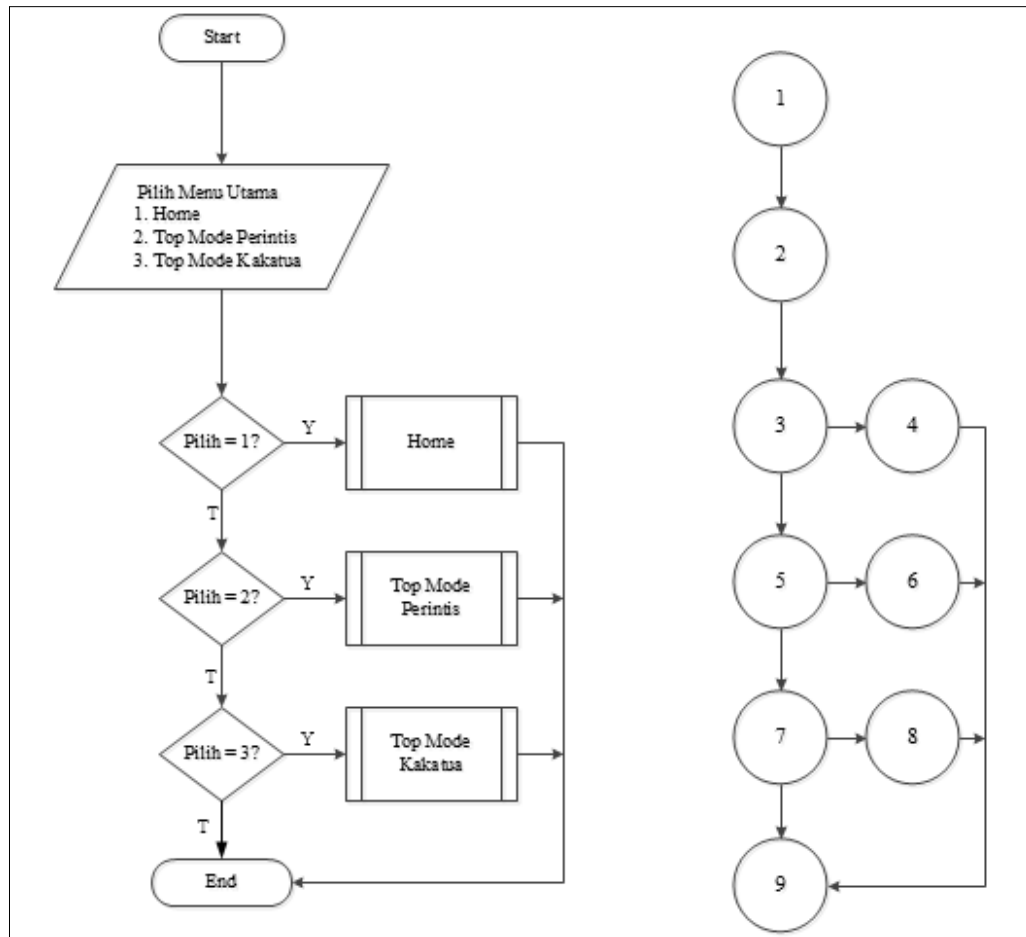 Start
Pilih Menu Utama
1. Home
2. Top Mode Perintis
3. Top Mode Kakatua
Pilih = 1?
Y
Home
T
Pilih = 2?
Y
Top Mode
Perintis
T
Pilih = 3?
Y
Top Mode
Kakatua
T
End
1
2
3
4
5
6
7
8
9